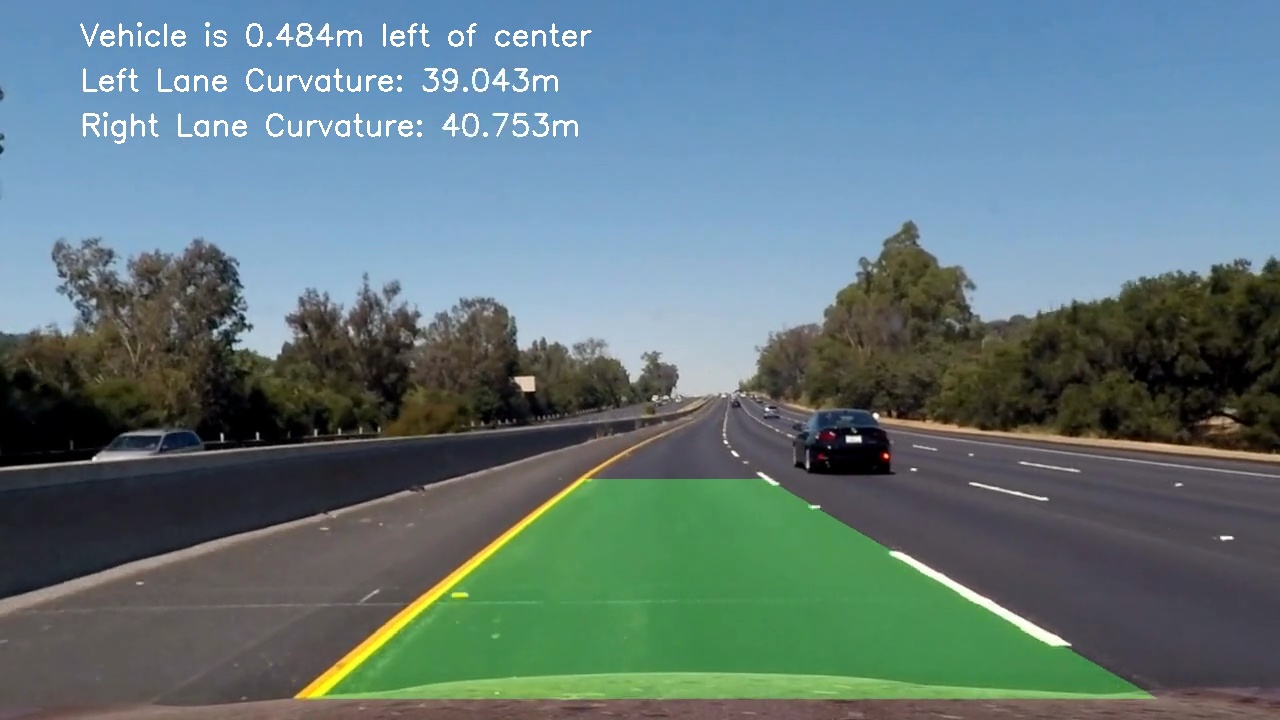 Vehicle is 0.484m left of center
Left Lane Curvature: 39.043m
Right Lane Curvature: 40.753m